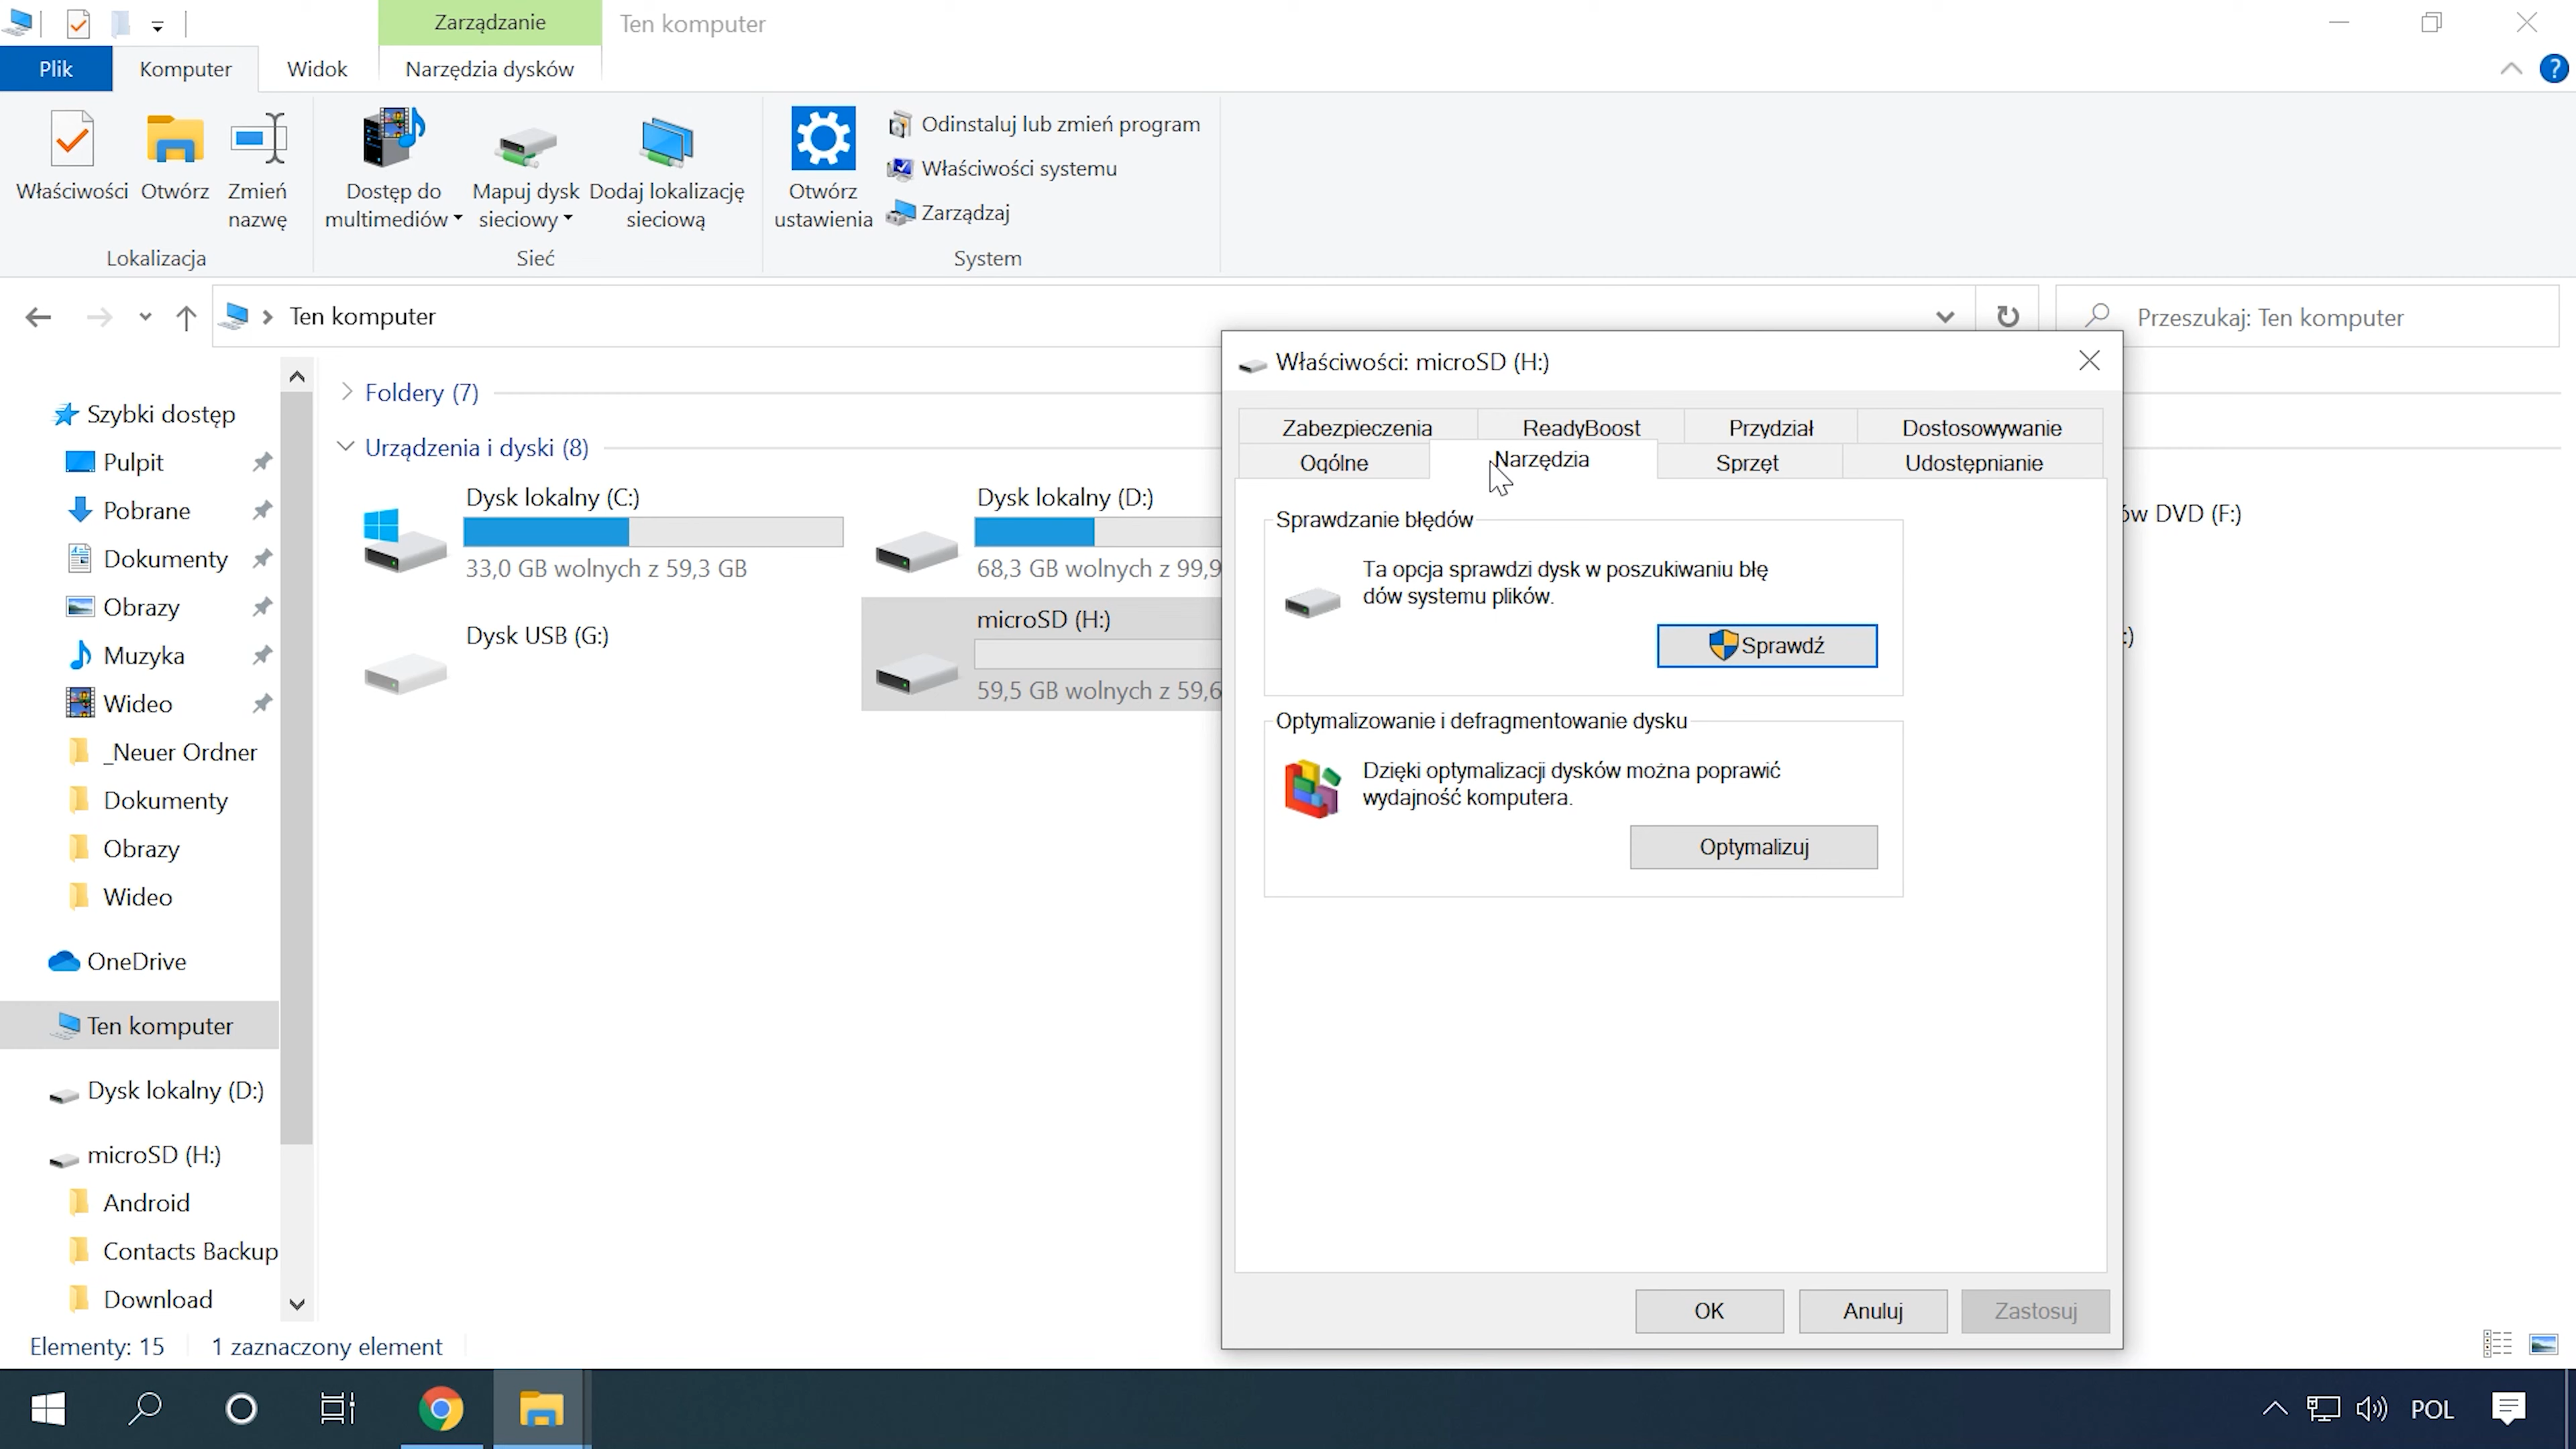 Zarządzanie
Ten komputer
Plik
Komputer
Widok
Narzędzia dysków
Właściwości
Otwórz
Zmień
nazwę
Lokalizacja
Dostęp do
multimediów
Mapuj dysk
sieciowy
Dodaj lokalizację
sieciową
Sieć
Otwórz
ustawienia
Odinstaluj lub zmień program
Właściwości systemu
Zarządzaj
System
Ten komputer
Przeszukaj: Ten komputer
Szybki dostęp
Pulpit
Pobrane
Dokumenty
Obrazy
Muzyka
Wideo
_Neuer Ordner
Dokumenty
Obrazy
Wideo
OneDrive
Ten komputer
Dysk lokalny (D:)
microSD (H:)
Android
Contacts Backup
Download
Foldery (7)
Urządzenia i dyski (8)
Dysk lokalny (C:)
33,0 GB wolnych z 59,3 GB
Dysk lokalny (D:)
68,3 GB wolnych z 99,9
Dysk USB (G:)
microSD (H:)
59,5 GB wolnych z 59,6
ów DVD (F:)
:)
Właściwości: microSD (H:)
Zabezpieczenia
ReadyBoost
Przydział
Dostosowywanie
Ogólne
Narzędzia
Sprzęt
Udostępnianie
Sprawdzanie błędów
Ta opcja sprawdzi dysk w poszukiwaniu błę
dów systemu plików.
Sprawdź
Optymalizowanie i defragmentowanie dysku
Dzięki optymalizacji dysków można poprawić
wydajność komputera.
Optymalizuj
OK
Anuluj
Zastosuj
Elementy: 15
1 zaznaczony element
POL